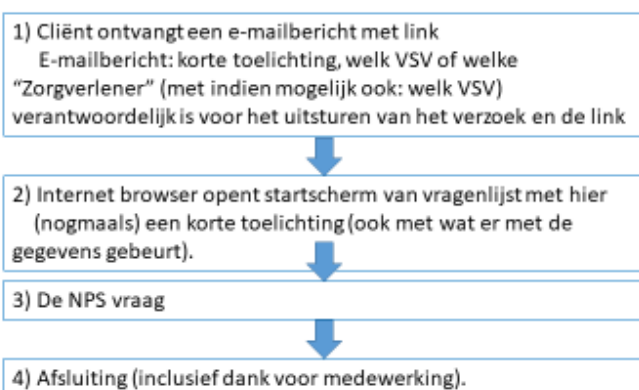 1) Cliënt ontvangt een e-mailbericht met link
E-mailbericht: korte toelichting, welk VSV of welke
“Zorgverlener” (met indien mogelijk ook: welk VSV)
verantwoordelijk is voor het uitsturen van het verzoek en de link
2) Internet browser opent startscherm van vragenlijst met hier
(nogmaals) een korte toelichting (ook met wat er met de
gegevens gebeurt).
3) De NPS vraag
4) Afsluiting (inclusief dank voor medewerking).